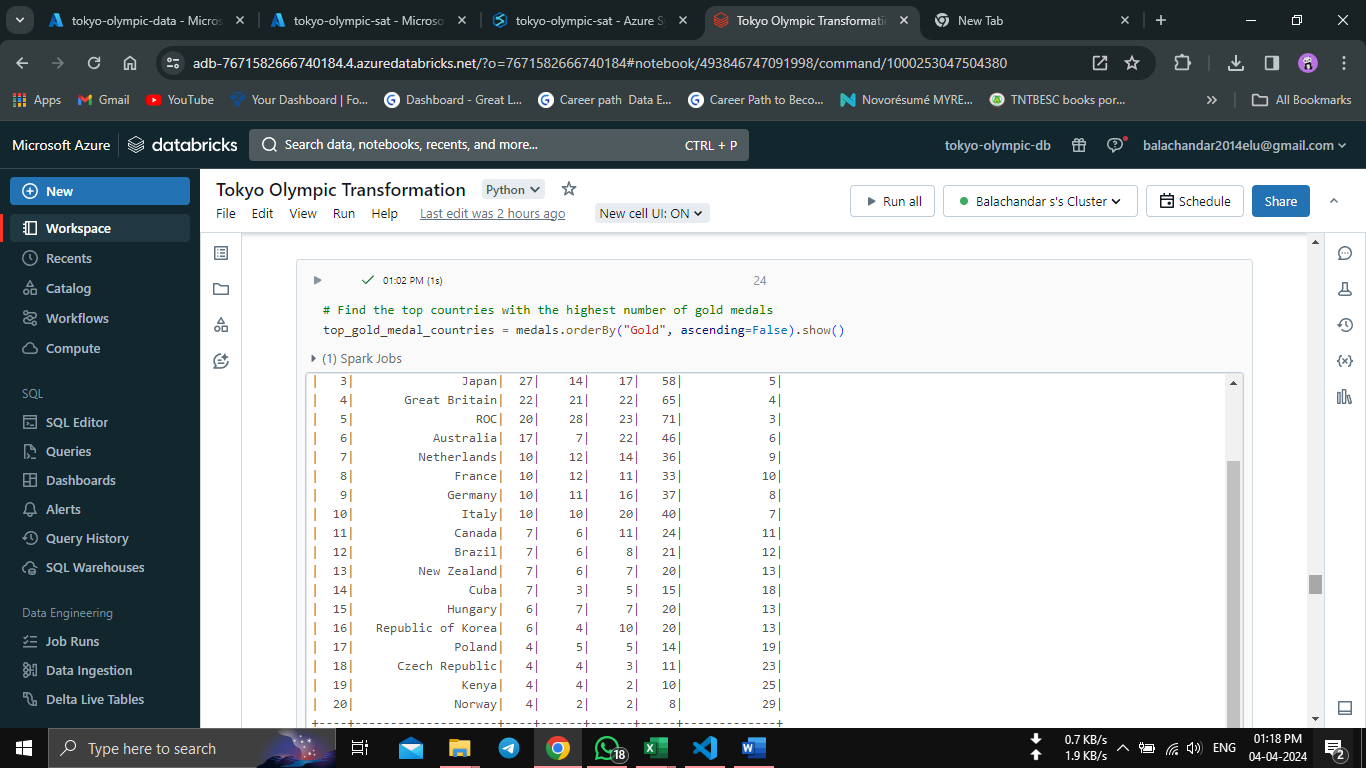 tokyo-olympic-data - Micros
tokyo-olympic-sat - Microso
tokyo-olympic-sat - Azure S
Tokyo Olympic Transformati
New Tab
adb-7671582666740184.4.azuredatabricks.net/?o=7671582666740184#notebook/493846747091998/command/1000253047504380
Apps
Gmail
YouTube
Your Dashboard | Fo...
Dashboard - Great L...
Career path Data E...
Career Path to Beco...
Novorésumé MYRE...
TNTBESC books por...
All Bookmarks
Microsoft Azure
databricks
Search data, notebooks, recents, and more...
CTRL + P
tokyo-olympic-db
balachandar2014elu@gmail.com
New
Workspace
Recents
Catalog
Workflows
Compute
SQL
SQL Editor
Queries
Dashboards
Alerts
Query History
SQL Warehouses
Data Engineering
Job Runs
Data Ingestion
Delta Live Tables
Tokyo Olympic Transformation
Python
File Edit View Run Help
Last edit was 2 hours ago
New cell UI: ON
Run all
Balachandar s's Cluster
Schedule
Share
01:02 PM (1s)
24
# Find the top countries with the highest number of gold medals
top_gold_medal_countries = medals.orderBy("Gold", ascending=False).show()
(1) Spark Jobs
|   3|               Japan|  27|    14|    17|   58|            5|
|   4|       Great Britain|  22|    21|    22|   65|            4|
|   5|                 ROC|  20|    28|    23|   71|            3|
|   6|           Australia|  17|     7|    22|   46|            6|
|   7|         Netherlands|  10|    12|    14|   36|            9|
|   8|              France|  10|    12|    11|   33|           10|
|   9|             Germany|  10|    11|    16|   37|            8|
|  10|               Italy|  10|    10|    20|   40|            7|
|  11|              Canada|   7|     6|    11|   24|           11|
|  12|              Brazil|   7|     6|     8|   21|           12|
|  13|         New Zealand|   7|     6|     7|   20|           13|
|  14|                Cuba|   7|     3|     5|   15|           18|
|  15|             Hungary|   6|     7|     7|   20|           13|
|  16|   Republic of Korea|   6|     4|    10|   20|           13|
|  17|              Poland|   4|     5|     5|   14|           19|
|  18|      Czech Republic|   4|     4|     3|   11|           23|
|  19|               Kenya|   4|     4|     2|   10|           25|
|  20|              Norway|   4|     2|     2|    8|           29|
+----+--------------------+----+------+------+-----+-------------+
Type here to search
18
0.7 KB/s
1.9 KB/s
ENG
01:18 PM
04-04-2024
2